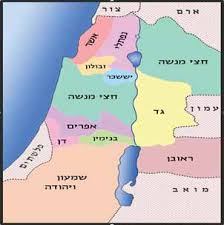 צור
ארם
אשר
נפתלי
זבולון
יששכר
חצי מנשה
חצי מנשה
גד
עמון
אפרים
דן
בנימין
פלשתים
שמעון
ויהודה
ראובן
מואב